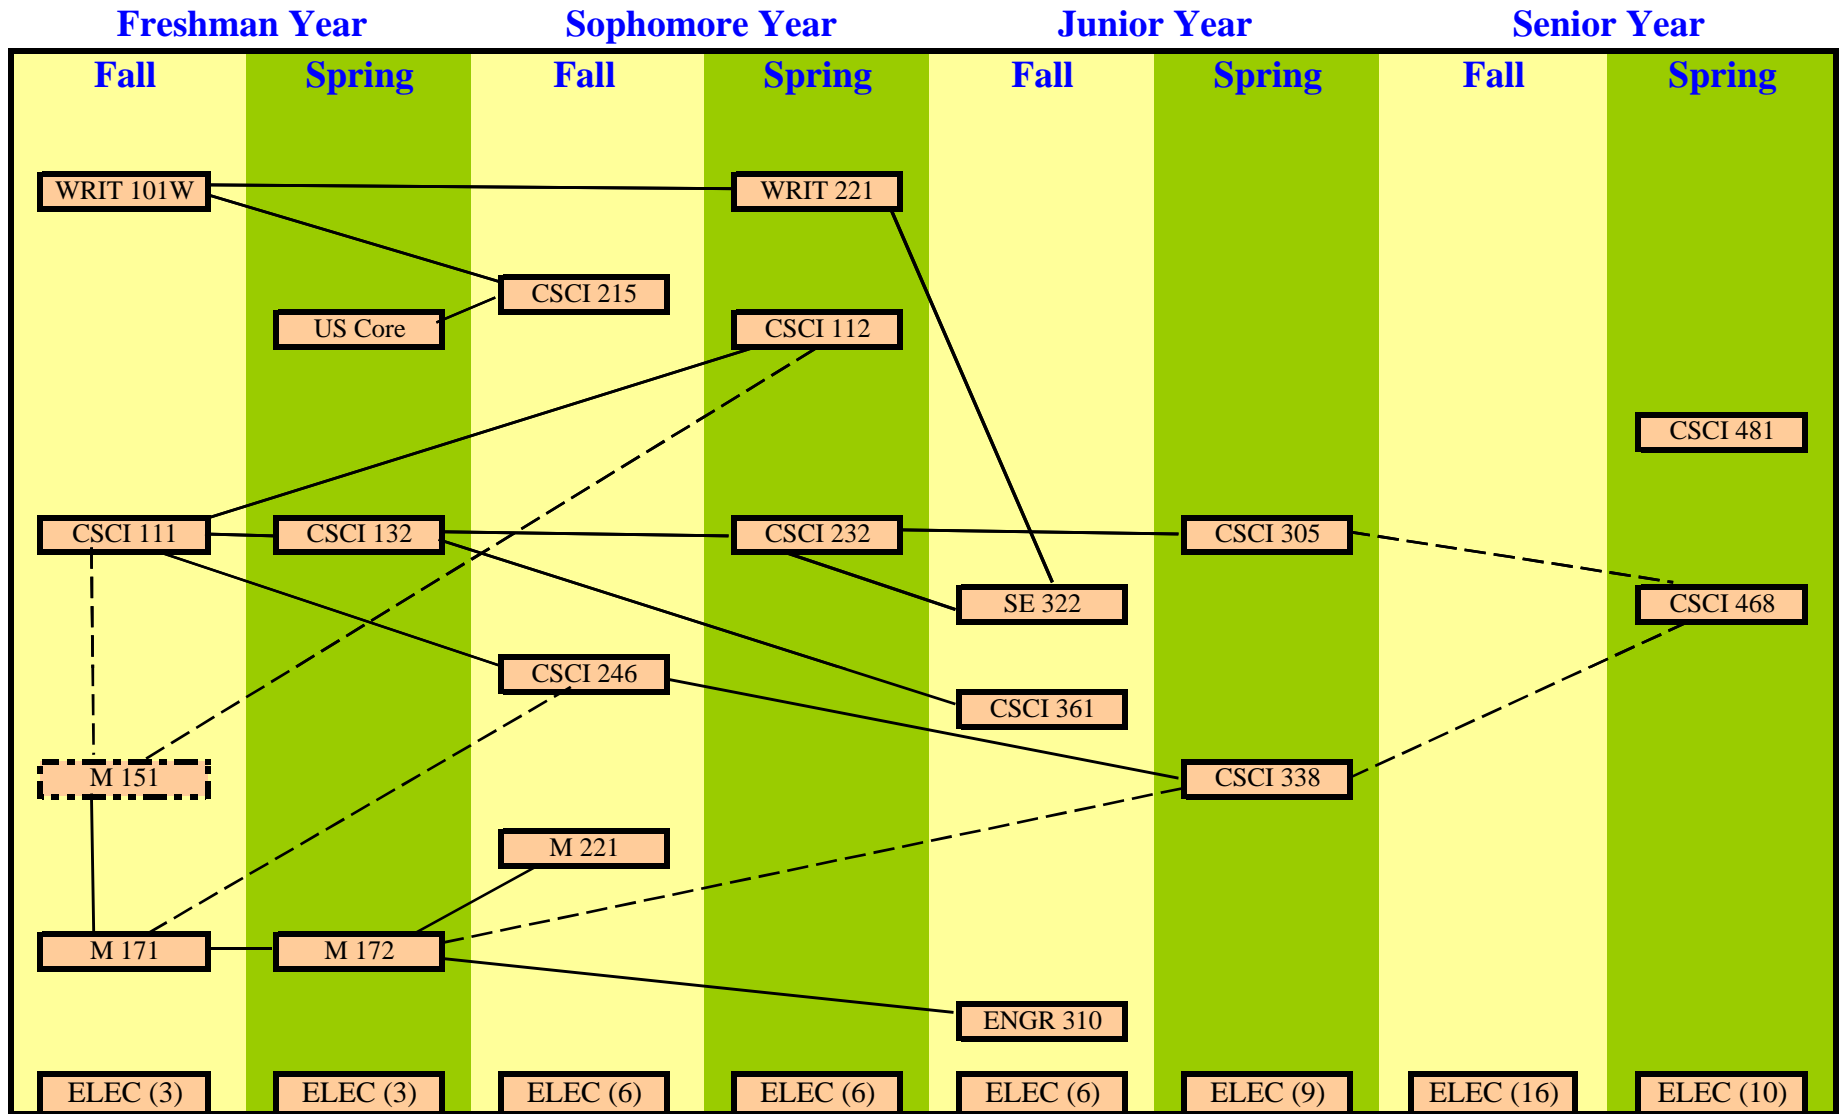 Freshman Year Sophomore Year Junior Year Senior Year
Fall Spring Fall Spring Fall Spring Fall Spring
WRIT 101W WRIT 221
CSCI 215
US Core CSCI 112
CSCI 481
CSCI 111 CSCI 132 CSCI 232 CSCI 305
SE 322 CSCI 468
CSCI 246
CSCI 361
M 151 CSCI 338
M 221
M 171 M 172
ENGR 310
ELEC (3) ELEC (3) ELEC (6) ELEC (6) ELEC (6) ELEC (9) ELEC (16) ELEC (10)